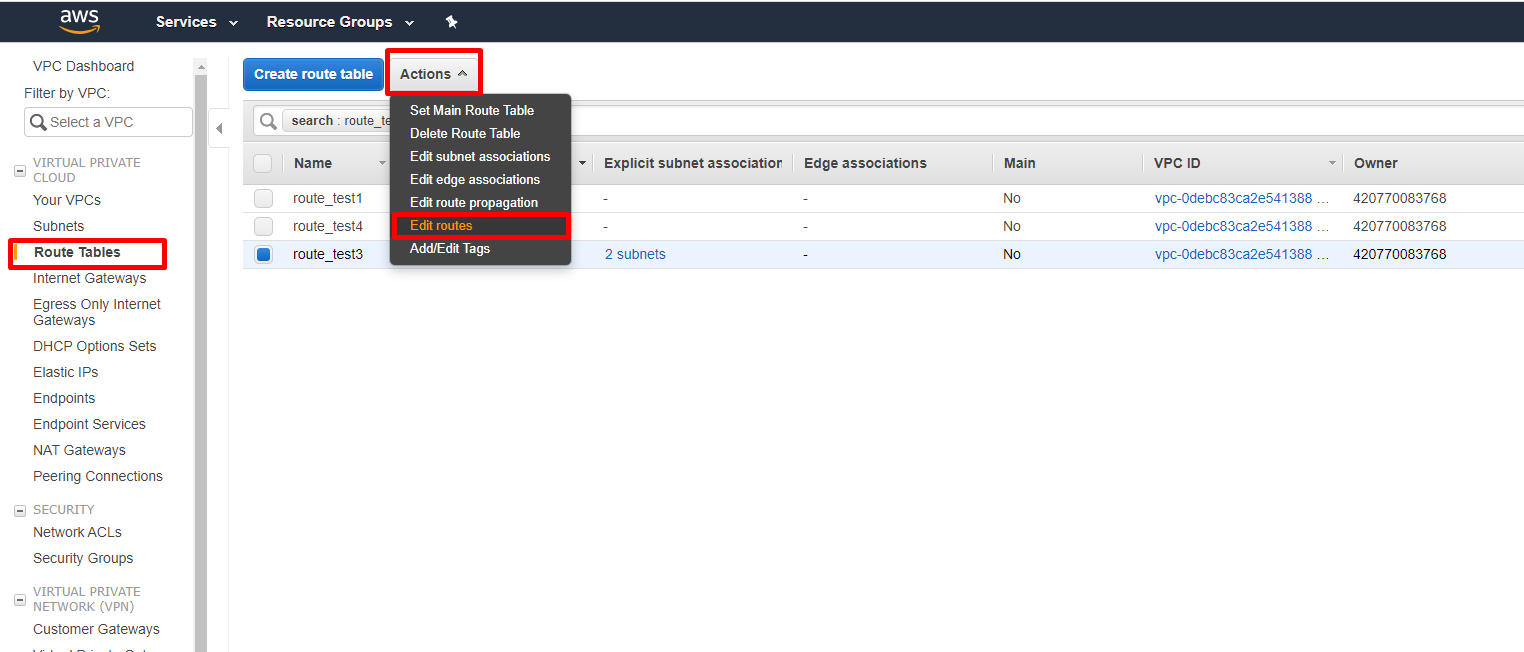 aws
Services
Resource Groups
VPC Dashboard
Filter by VPC:
Select a VPC
VIRTUAL PRIVATE
CLOUD
Your VPCs
Subnets
Route Tables
Internet Gateways
Egress Only Internet
Gateways
DHCP Options Sets
Elastic IPs
Endpoints
Endpoint Services
NAT Gateways
Peering Connections
SECURITY
Network ACLs
Security Groups
VIRTUAL PRIVATE
NETWORK (VPN)
Customer Gateways
Create route table
Actions
Set Main Route Table
Delete Route Table
Edit subnet associations
Edit edge associations
Edit route propagation
Edit routes
Add/Edit Tags
search : route_te
Name Explicit subnet association Edge associations Main VPC ID Owner
route_test1 - - No vpc-0debc83ca2e541388 ... 420770083768
route_test4 - - No vpc-0debc83ca2e541388 ... 420770083768
route_test3 2 subnets - No vpc-0debc83ca2e541388 ... 420770083768